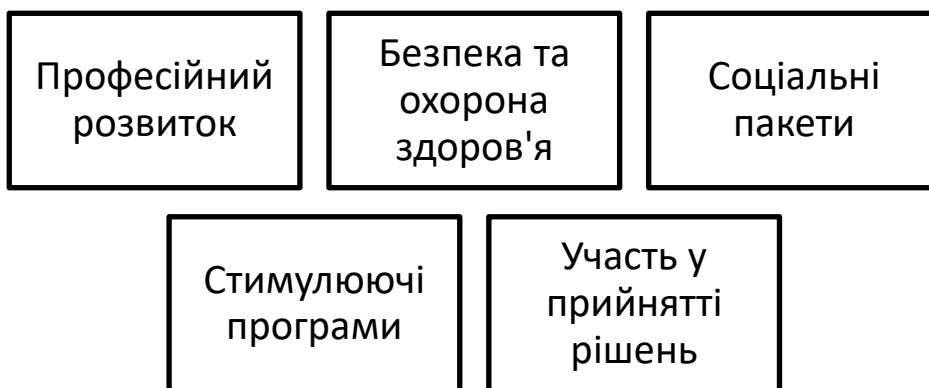 Професійний
розвиток
Безпека та
охорона
здоров'я
Соціальні
пакети
Стимулюючі
програми
Участь у
прийнятті
рішень